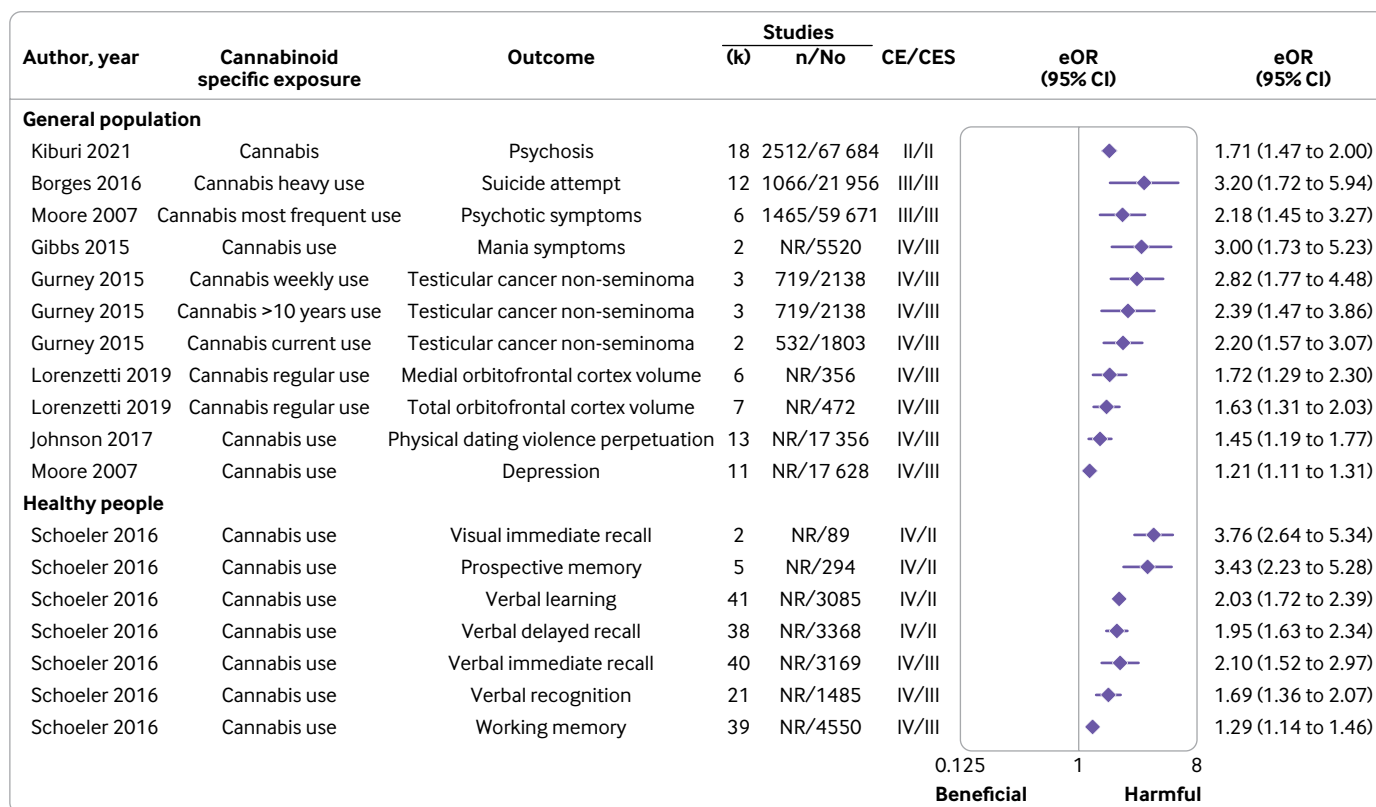 Studies
Author, year Cannabinoid specific exposure Outcome (k) n/No CE/CES eOR (95% CI) eOR (95% CI)
General population
Kiburi 2021 Cannabis Psychosis 18 2512/67 684 II/II 1.71 (1.47 to 2.00)
Borges 2016 Cannabis heavy use Suicide attempt 12 1066/21 956 III/III 3.20 (1.72 to 5.94)
Moore 2007 Cannabis most frequent use Psychotic symptoms 6 1465/59 671 III/III 2.18 (1.45 to 3.27)
Gibbs 2015 Cannabis use Mania symptoms 2 NR/5520 IV/III 3.00 (1.73 to 5.23)
Gurney 2015 Cannabis weekly use Testicular cancer non-seminoma 3 719/2138 IV/III 2.82 (1.77 to 4.48)
Gurney 2015 Cannabis >10 years use Testicular cancer non-seminoma 3 719/2138 IV/III 2.39 (1.47 to 3.86)
Gurney 2015 Cannabis current use Testicular cancer non-seminoma 2 532/1803 IV/III 2.20 (1.57 to 3.07)
Lorenzetti 2019 Cannabis regular use Medial orbitofrontal cortex volume 6 NR/356 IV/III 1.72 (1.29 to 2.30)
Lorenzetti 2019 Cannabis regular use Total orbitofrontal cortex volume 7 NR/472 IV/III 1.63 (1.31 to 2.03)
Johnson 2017 Cannabis use Physical dating violence perpetuation 13 NR/17 356 IV/III 1.45 (1.19 to 1.77)
Moore 2007 Cannabis use Depression 11 NR/17 628 IV/III 1.21 (1.11 to 1.31)
Healthy people
Schoeler 2016 Cannabis use Visual immediate recall 2 NR/89 IV/II 3.76 (2.64 to 5.34)
Schoeler 2016 Cannabis use Prospective memory 5 NR/294 IV/II 3.43 (2.23 to 5.28)
Schoeler 2016 Cannabis use Verbal learning 41 NR/3085 IV/II 2.03 (1.72 to 2.39)
Schoeler 2016 Cannabis use Verbal delayed recall 38 NR/3368 IV/II 1.95 (1.63 to 2.34)
Schoeler 2016 Cannabis use Verbal immediate recall 40 NR/3169 IV/III 2.10 (1.52 to 2.97)
Schoeler 2016 Cannabis use Verbal recognition 21 NR/1485 IV/III 1.69 (1.36 to 2.07)
Schoeler 2016 Cannabis use Working memory 39 NR/4550 IV/III 1.29 (1.14 to 1.46)
0.125 1 8
Beneficial Harmful